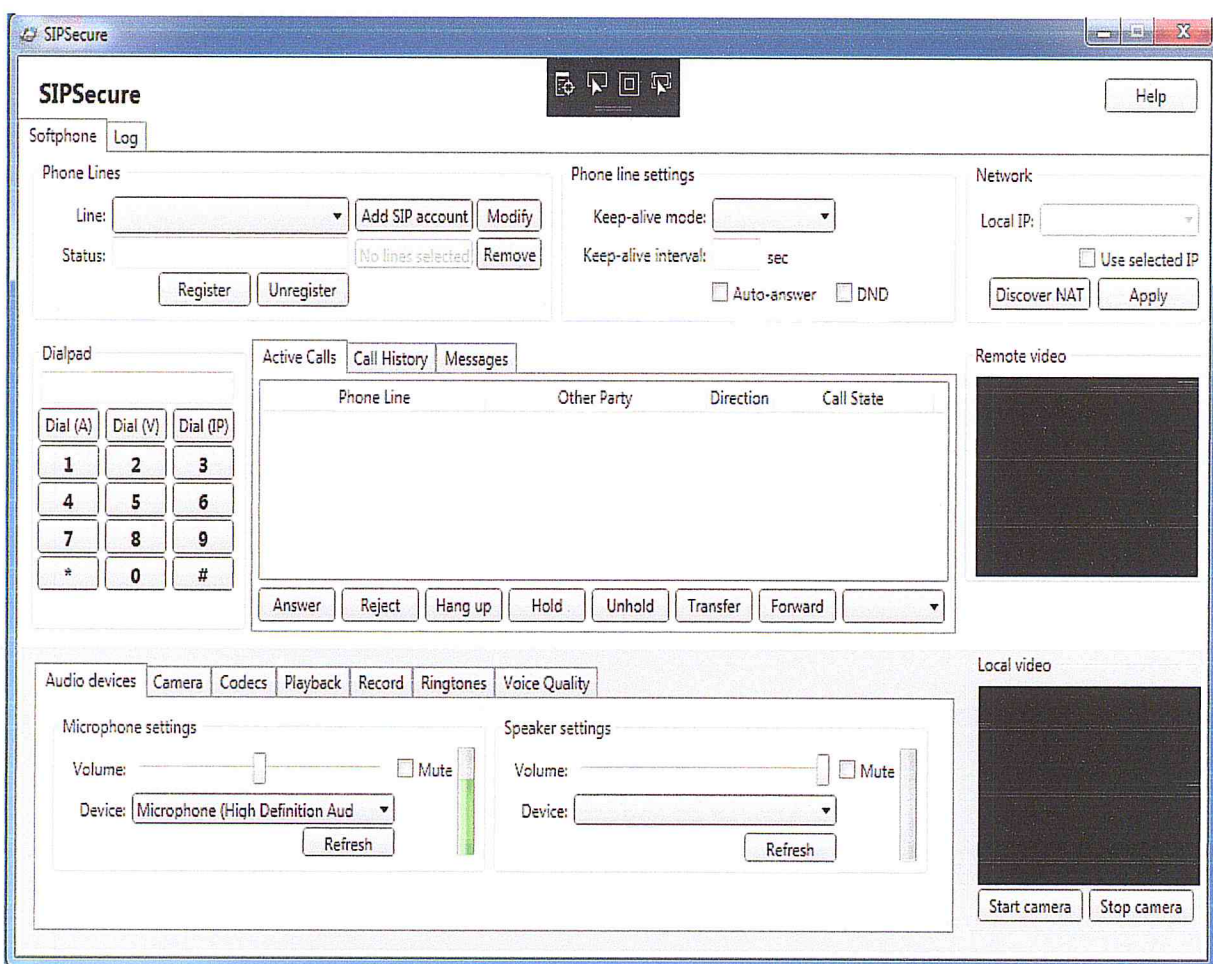 SIPSecure
SIPSecure
Help
Softphone Log
Phone Lines
Line: Add SIP account Modify
Status: No lines selected Remove
Register Unregister
Phone line settings
Keep-alive mode:
Keep-alive interval: sec
Auto-answer DND
Network
Local IP:
Use selected IP
Discover NAT Apply
Dialpad
Dial (A) Dial (V) Dial (IP)
1 2 3
4 5 6
7 8 9
* 0 #
Active Calls Call History Messages
Phone Line Other Party Direction Call State
Answer Reject Hang up Hold Unhold Transfer Forward
Remote video
Audio devices Camera Codecs Playback Record Ringtones Voice Quality
Microphone settings
Volume: Mute
Device: Microphone (High Definition Aud
Refresh
Speaker settings
Volume: Mute
Device:
Refresh
Local video
Start camera Stop camera